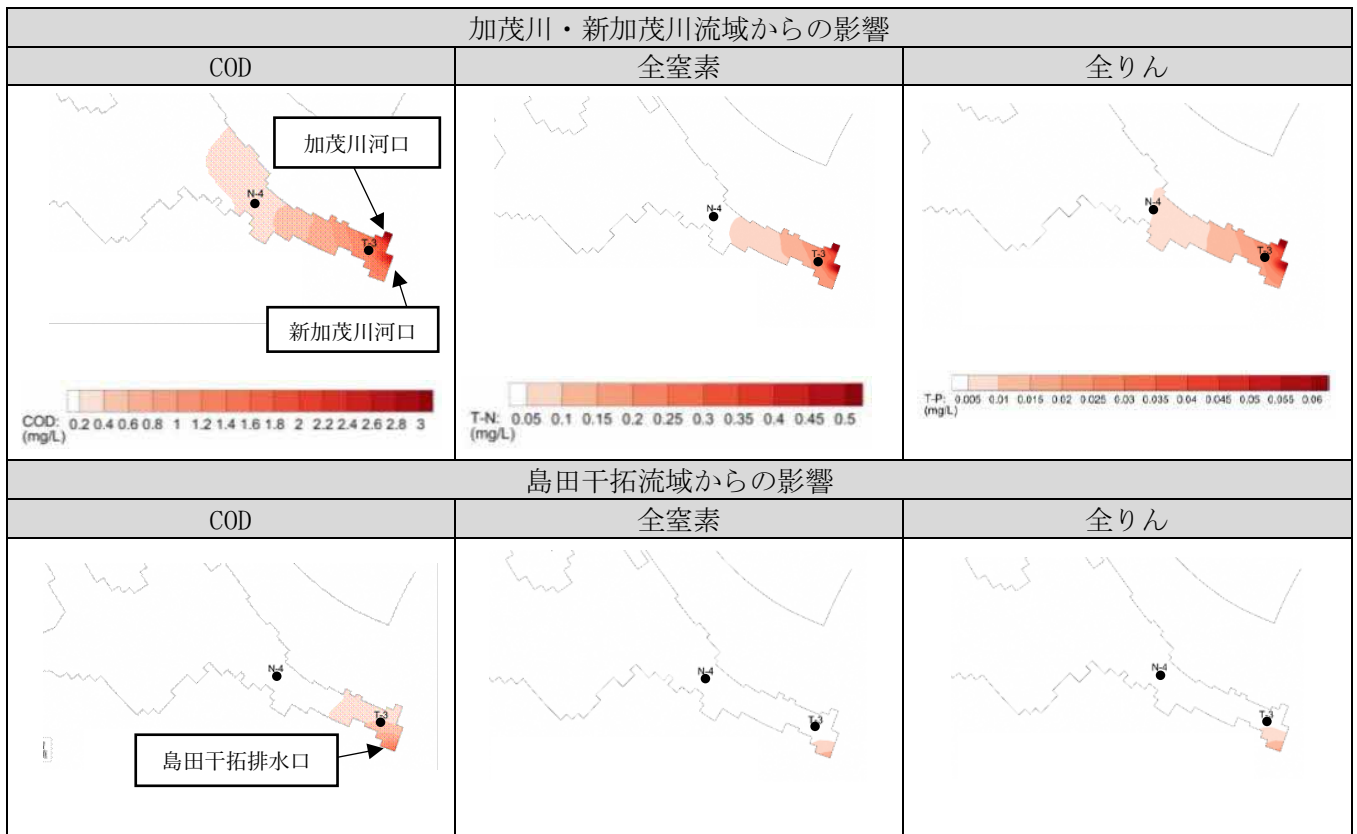 加茂川・新加茂川流域からの影響
COD 全窒素 全りん
加茂川河口
N-4
T-3
新加茂川河口
N-4
T-3
N-4
T-3
COD: 0.2 0.4 0.6 0.8 1 1.2 1.4 1.6 1.8 2 2.2 2.4 2.6 2.8 3
(mg/L)
T-N: 0.05 0.1 0.15 0.2 0.25 0.3 0.35 0.4 0.45 0.5
(mg/L)
T-P: 0.005 0.01 0.015 0.02 0.025 0.03 0.035 0.04 0.045 0.05 0.055 0.06
(mg/L)
島田干拓流域からの影響
COD 全窒素 全りん
N-4
T-3
島田干拓排水口
N-4
T-3
N-4
T-3